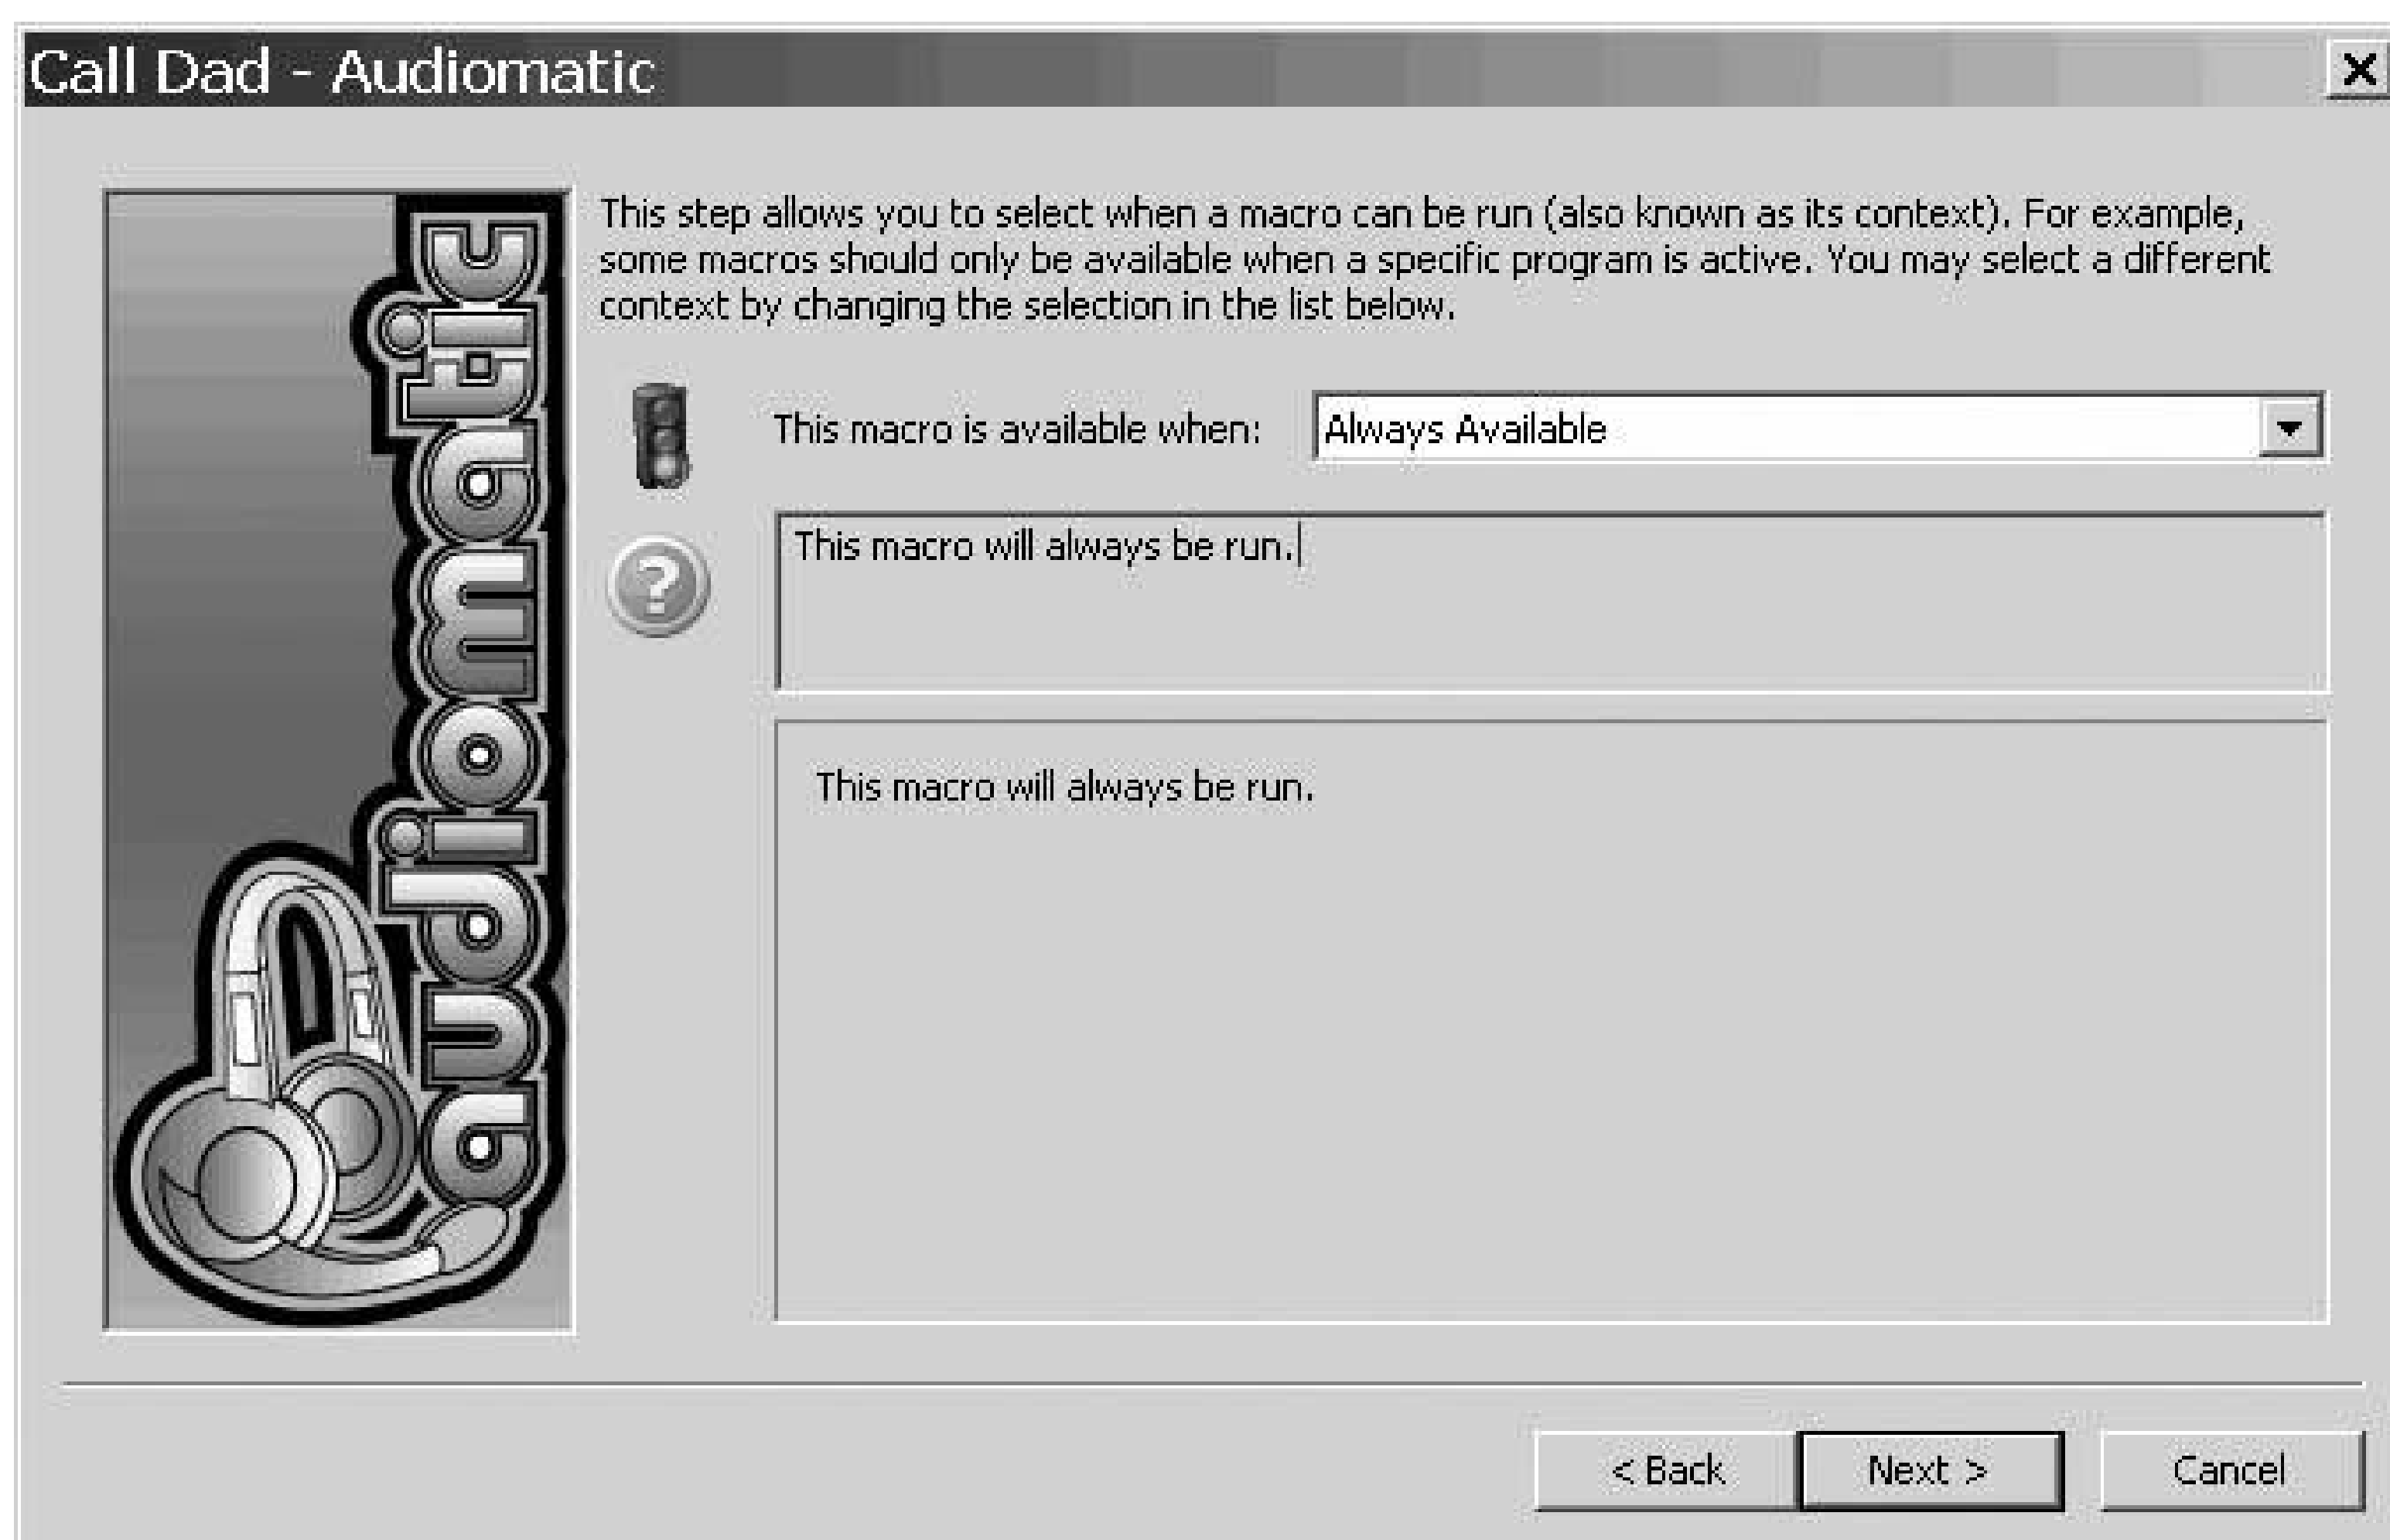 Call Dad - Audiomatic
audiomatic
This step allows you to select when a macro can be run (also known as its context). For example,
some macros should only be available when a specific program is active. You may select a different
context by changing the selection in the list below.
This macro is available when: Always Available
This macro will always be run.
This macro will always be run.
< Back Next > Cancel